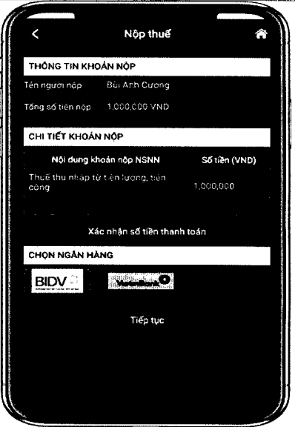 Nộp thuế
THÔNG TIN KHOẢN NỘP
Tên người nộp Bùi Anh Cương
Tổng số tiền nộp 1,000,000 VND
CHI TIẾT KHOẢN NỘP
Nội dung khoản nộp NSNN Số tiền (VND)
Thuế thu nhập từ tiền lương, tiền
công 1,000,000
Xác nhận số tiền thanh toán
CHỌN NGÂN HÀNG
BIDV
Tiếp tục